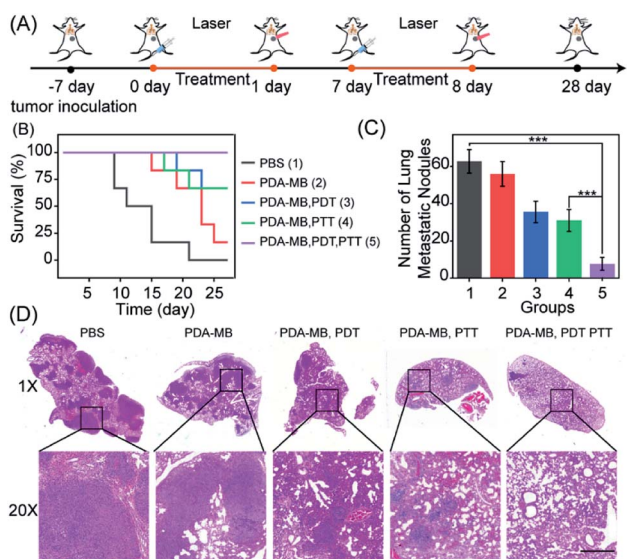 (A)
Laser
Laser
Treatment
Treatment
-7 day
0 day
1 day
7 day
8 day
28 day
tumor inoculation
(B)
Survival (%)
100
75
50
25
0
5
10
15
20
25
Time (day)
PBS (1)
PDA-MB (2)
PDA-MB,PDT (3)
PDA-MB,PTT (4)
PDA-MB,PDT,PTT (5)
(C)
Number of Lung
Metastatic Nodules
60
40
20
0
***
***
1
2
3
4
5
Groups
(D)
PBS
PDA-MB
PDA-MB, PDT
PDA-MB, PTT
PDA-MB, PDT PTT
1X
20X